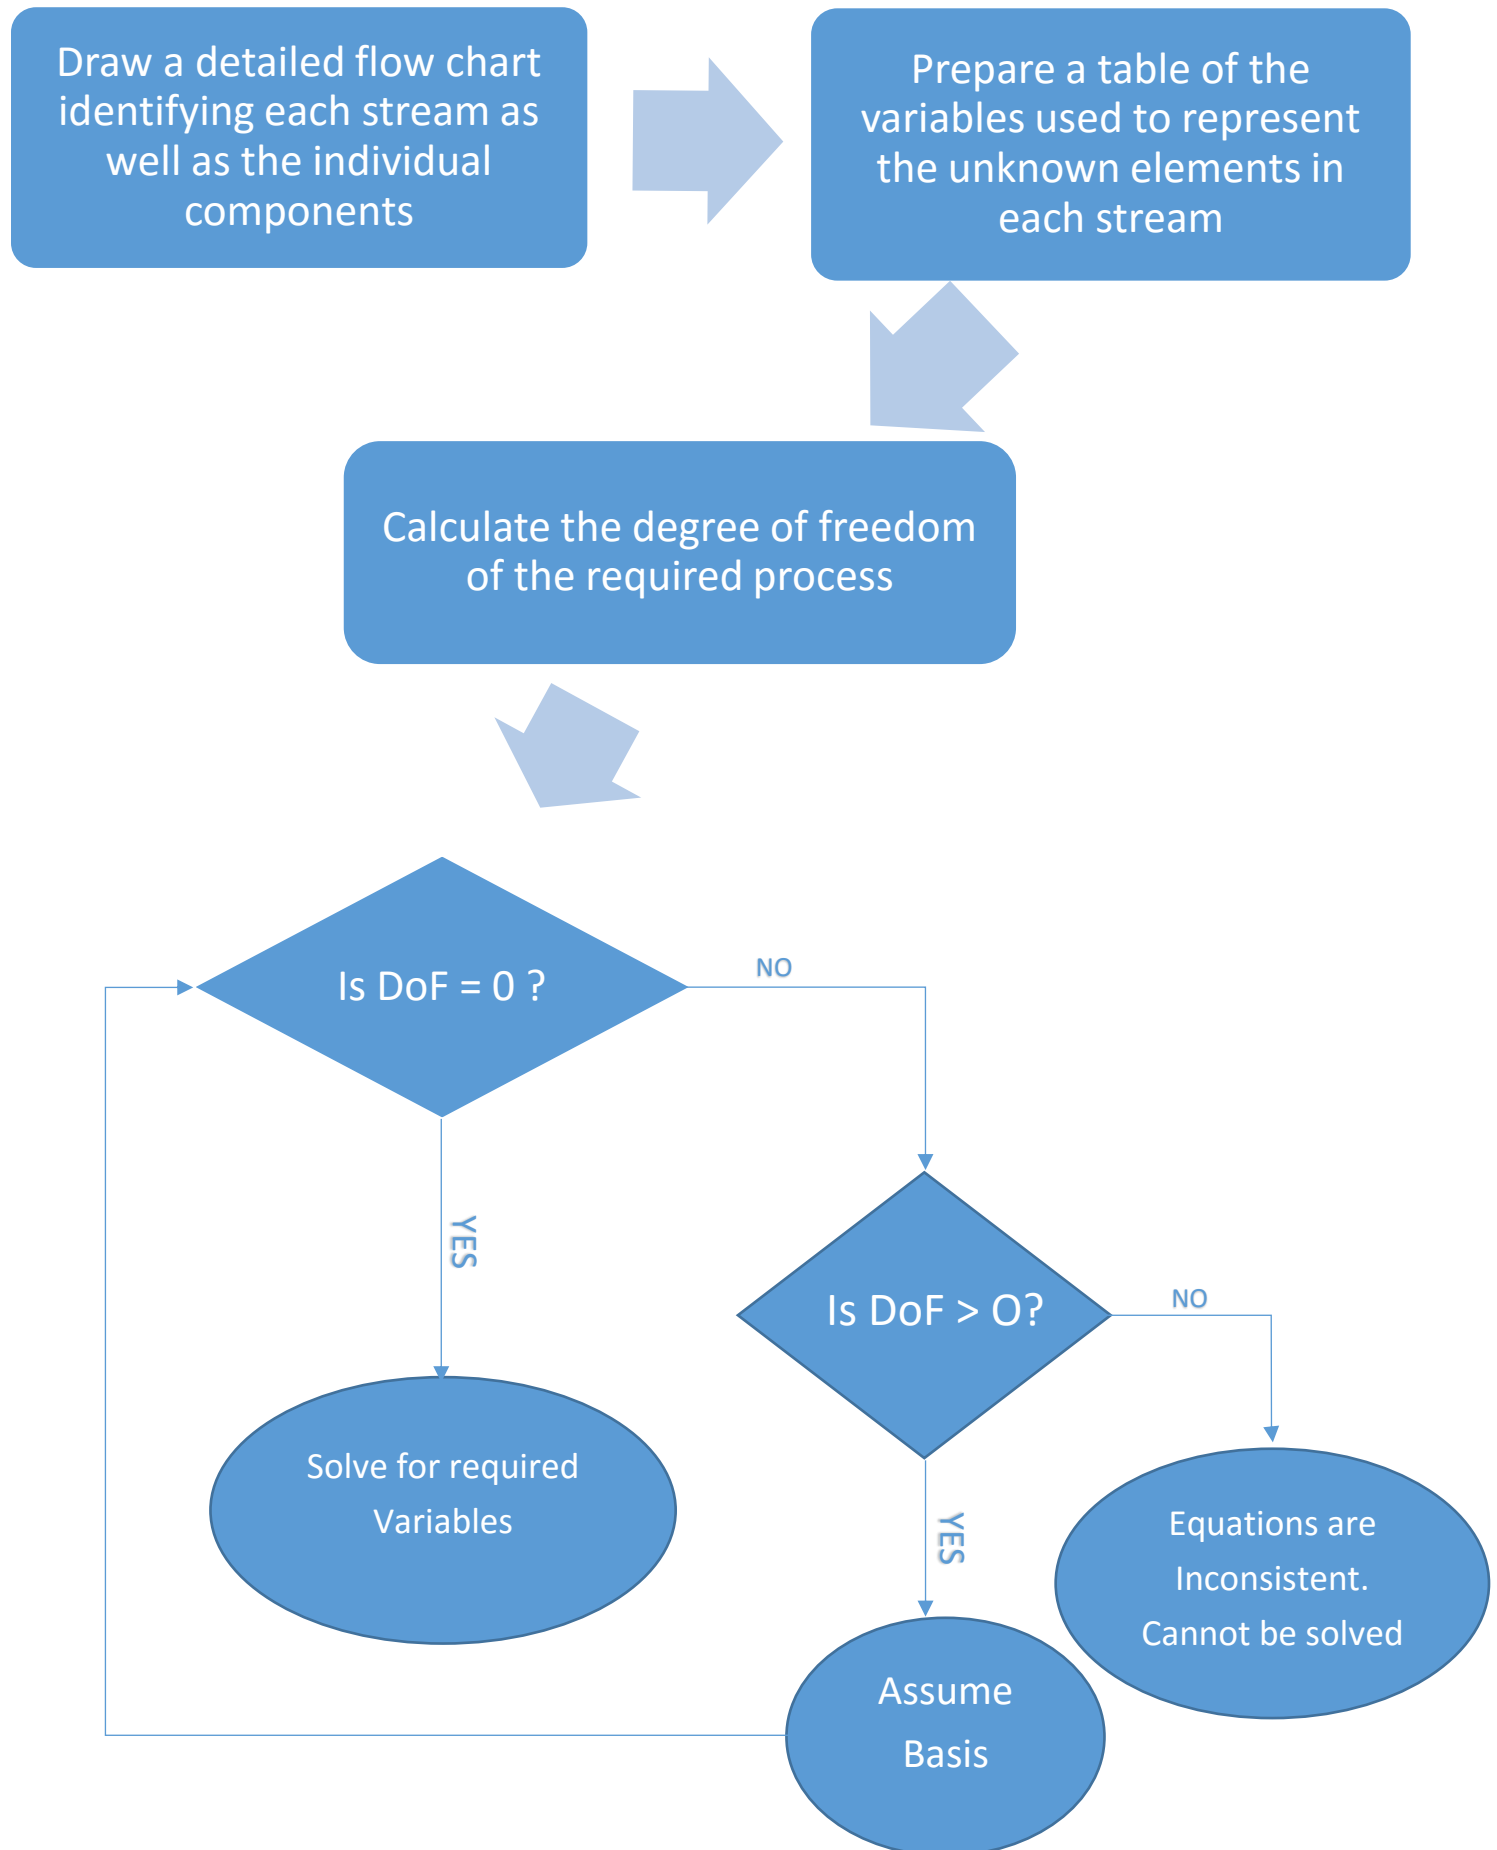 Draw a detailed flow chart
identifying each stream as
well as the individual
components
Prepare a table of the
variables used to represent
the unknown elements in
each stream
Calculate the degree of freedom
of the required process
Is DoF = 0 ?
NO
YES
Is DoF > O?
NO
Solve for required
Variables
YES
Equations are
Inconsistent.
Cannot be solved
Assume
Basis